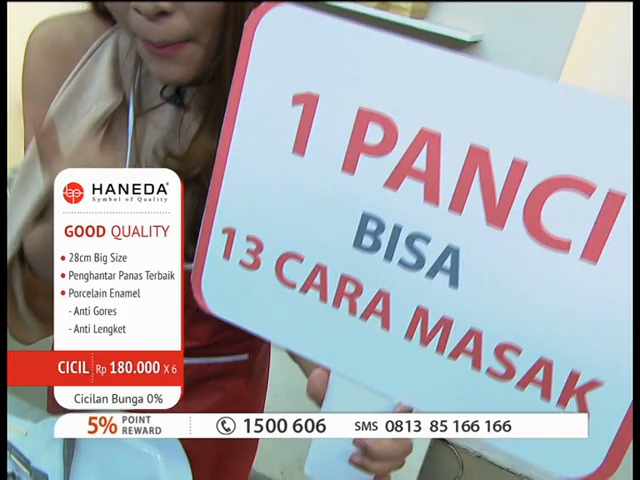 1 PANCI
BISA
13 CARA MASAK
HANEDA®
Symbol of Quality
GOOD QUALITY
• 28cm Big Size
• Penghantar Panas Terbaik
• Porcelain Enamel
- Anti Gores
- Anti Lengket
CICIL Rp 180.000 X 6
Cicilan Bunga 0%
5% POINT REWARD 1500 606 SMS 0813 85 166 166